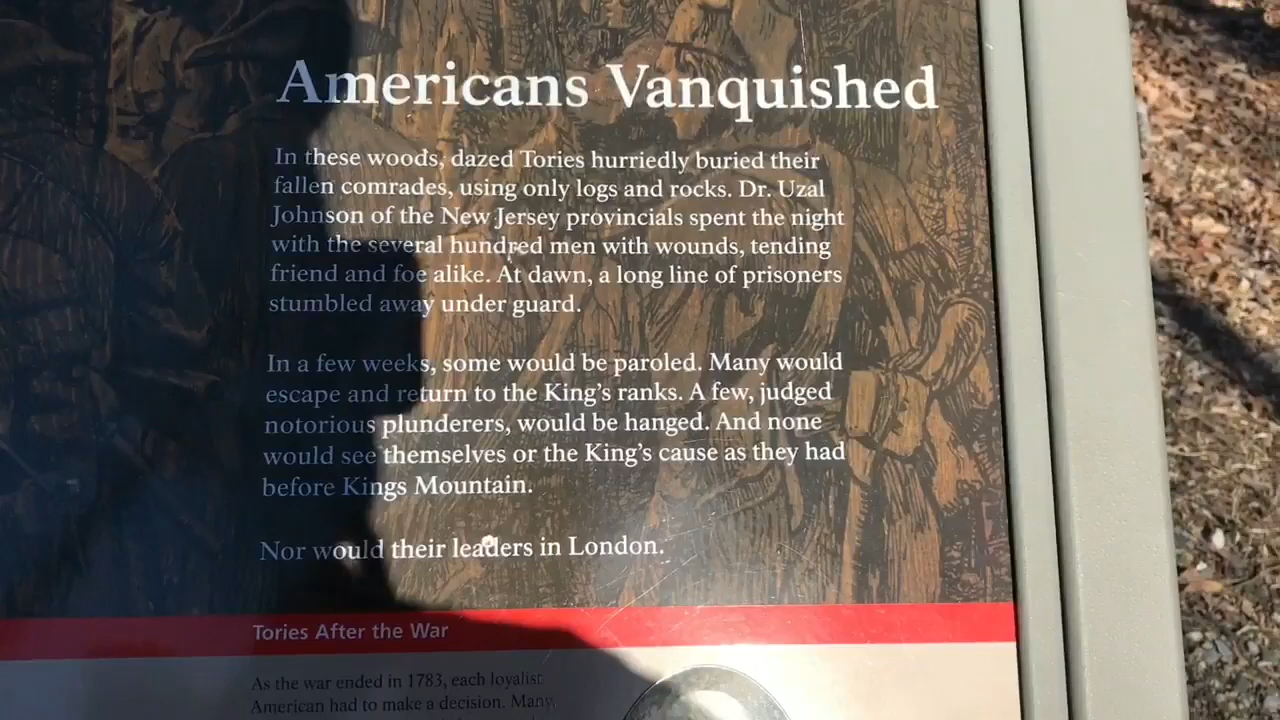 Americans Vanquished
In these woods, dazed Tories hurriedly buried their
fallen comrades, using only logs and rocks. Dr. Uzal
Johnson of the New Jersey provincials spent the night
with the several hundred men with wounds, tending
friend and foe alike. At dawn, a long line of prisoners
stumbled away under guard.
In a few weeks, some would be paroled. Many would
escape and return to the King's ranks. A few, judged
notorious plunderers, would be hanged. And none
would see themselves or the King's cause as they had
before Kings Mountain.
Nor would their leaders in London.
Tories After the War
As the war ended in 1783, each loyalist
American had to make a decision. Many